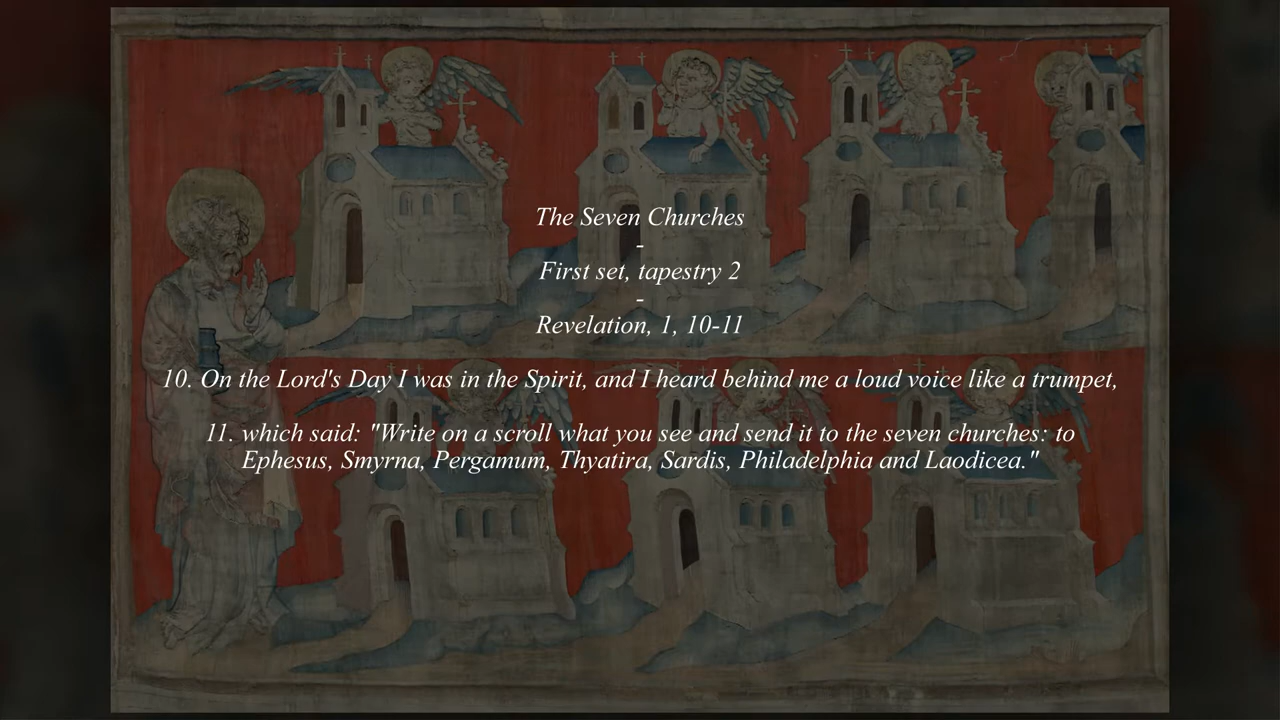 The Seven Churches
-
First set, tapestry 2
-
Revelation, 1, 10-11
10. On the Lord's Day I was in the Spirit, and I heard behind me a loud voice like a trumpet,
11. which said: "Write on a scroll what you see and send it to the seven churches: to
Ephesus, Smyrna, Pergamum, Thyatira, Sardis, Philadelphia and Laodicea."